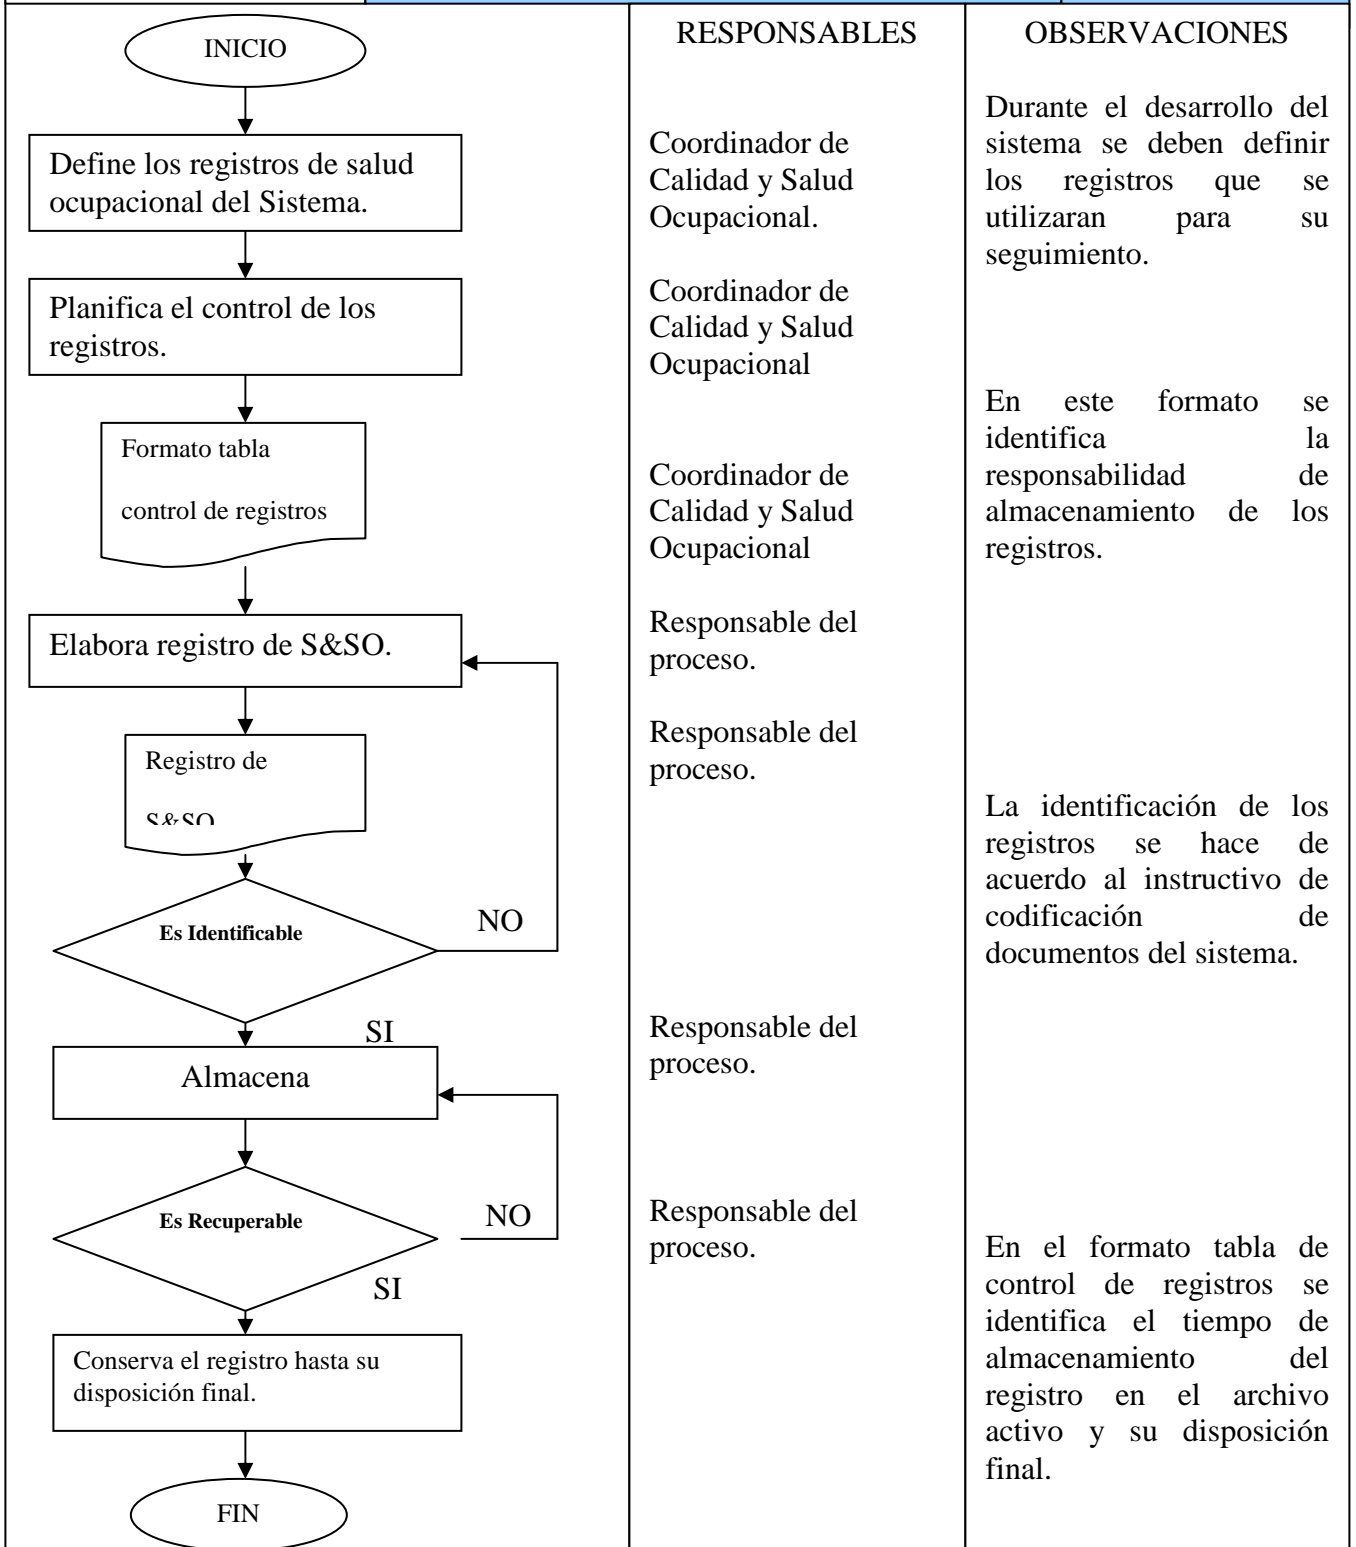 INICIO
Define los registros de salud
ocupacional del Sistema.
Planifica el control de los
registros.
Formato tabla
control de registros
Elabora registro de S&SO.
Registro de
S&SO
Es Identificable
NO
SI
Almacena
Es Recuperable
NO
SI
Conserva el registro hasta su
disposición final.
FIN
RESPONSABLES
Coordinador de
Calidad y Salud
Ocupacional.
Coordinador de
Calidad y Salud
Ocupacional
Coordinador de
Calidad y Salud
Ocupacional
Responsable del
proceso.
Responsable del
proceso.
Responsable del
proceso.
Responsable del
proceso.
OBSERVACIONES
Durante el desarrollo del
sistema se deben definir
los registros que se
utilizaran para su
seguimiento.
En este formato se
identifica la
responsabilidad de
almacenamiento de los
registros.
La identificación de los
registros se hace de
acuerdo al instructivo de
codificación de
documentos del sistema.
En el formato tabla de
control de registros se
identifica el tiempo de
almacenamiento del
registro en el archivo
activo y su disposición
final.